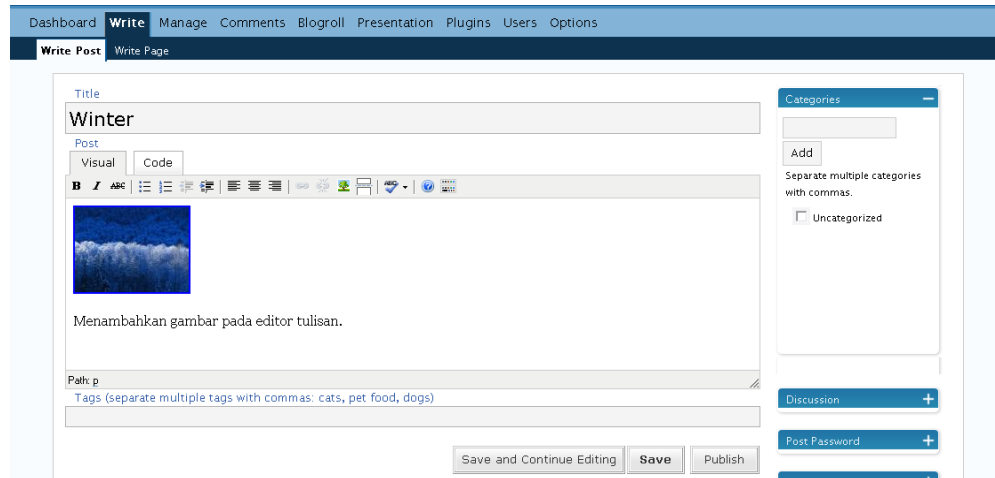 Dashboard Write Manage Comments Blogroll Presentation Plugins Users Options
Write Post Write Page
Title
Winter
Post
Visual Code
B I ABC ABC
Menambahkan gambar pada editor tulisan.
Path: p
Tags (separate multiple tags with commas: cats, pet food, dogs)
Save and Continue Editing Save Publish
Categories
Add
Separate multiple categories
with commas.
Uncategorized
Discussion
Post Password